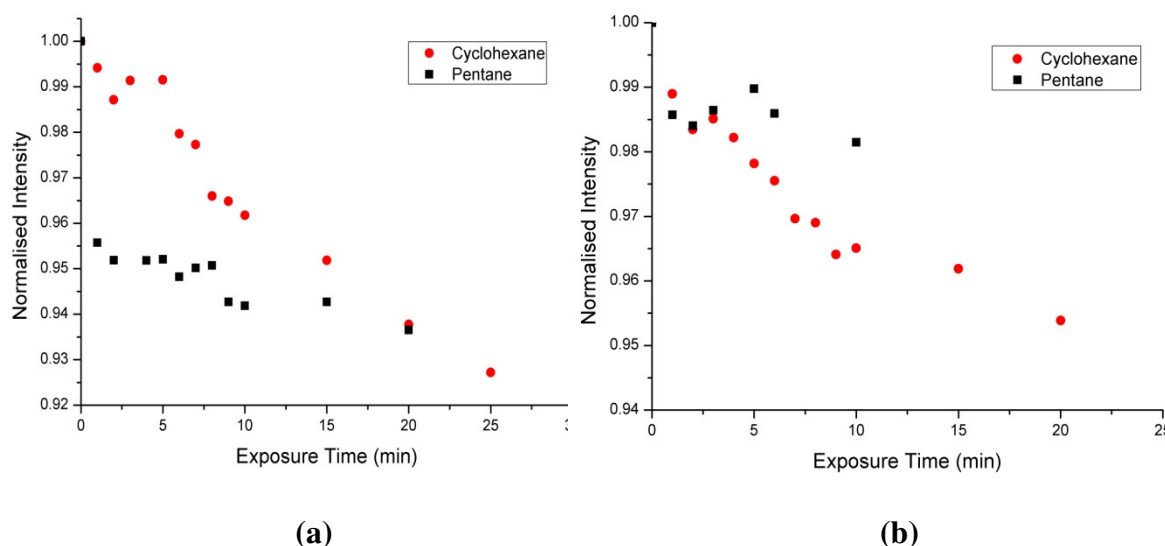 1.00
0.99
0.98
0.97
0.96
0.95
0.94
0.93
0.92
Normalised Intensity
Cyclohexane
Pentane
0 5 10 15 20 25 3
Exposure Time (min)
(a)
1.00
0.99
0.98
0.97
0.96
0.95
0.94
Normalised Intensity
Cyclohexane
Pentane
0 5 10 15 20 25
Exposure Time (min)
(b)